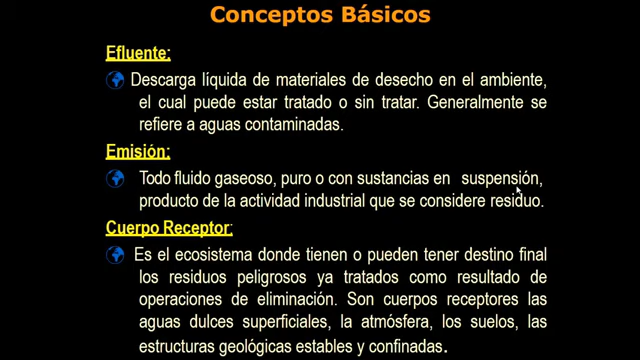 Conceptos Básicos
Efluente:
Descarga líquida de materiales de desecho en el ambiente,
el cual puede estar tratado o sin tratar. Generalmente se
refiere a aguas contaminadas.
Emisión:
Todo fluido gaseoso, puro o con sustancias en suspensión,
producto de la actividad industrial que se considere residuo.
Cuerpo Receptor:
Es el ecosistema donde tienen o pueden tener destino final
los residuos peligrosos ya tratados como resultado de
operaciones de eliminación. Son cuerpos receptores las
aguas dulces superficiales, la atmósfera, los suelos, las
estructuras geológicas estables y confinadas.